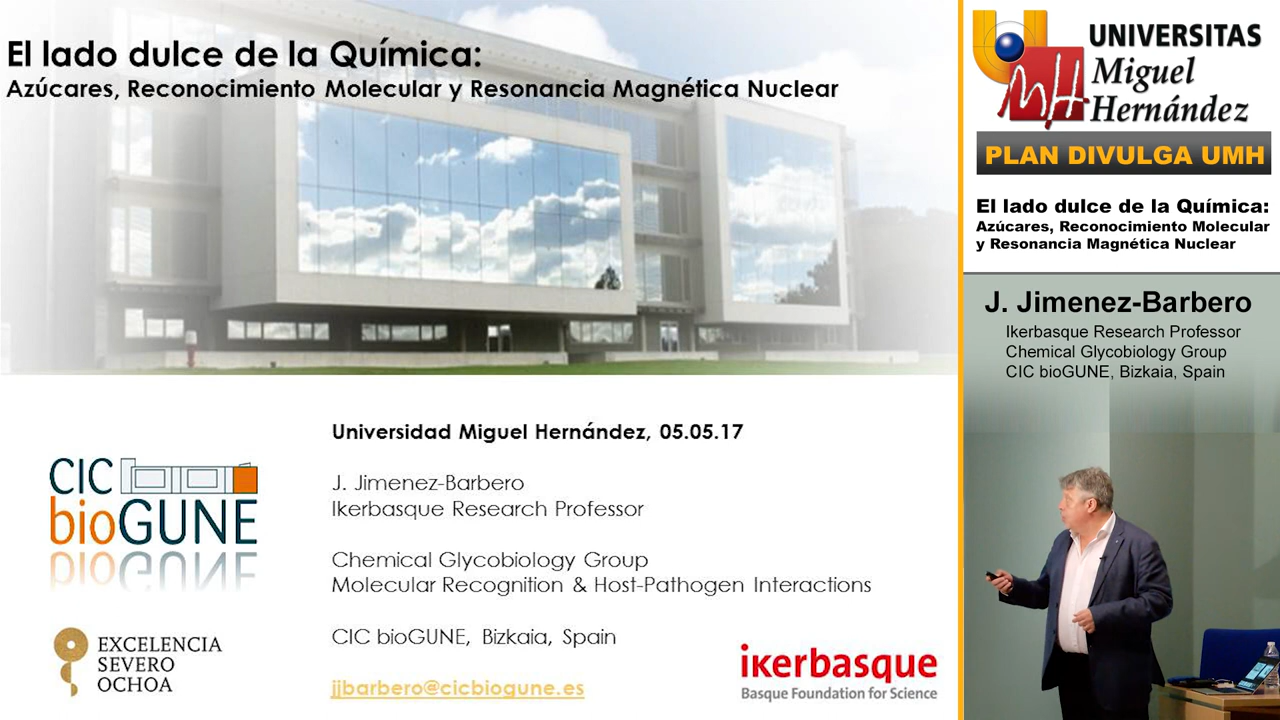 El lado dulce de la Química:
Azúcares, Reconocimiento Molecular y Resonancia Magnética Nuclear
Universidad Miguel Hernández, 05.05.17
J. Jimenez-Barbero
Ikerbasque Research Professor
Chemical Glycobiology Group
Molecular Recognition & Host-Pathogen Interactions
CIC bioGUNE, Bizkaia, Spain
jjbarbero@cicbiogune.es
CIC
bioGUNE
EXCELENCIA
SEVERO
OCHOA
ikerbasque
Basque Foundation for Science
UNIVERSITAS
Miguel
Hernández
PLAN DIVULGA UMH
El lado dulce de la Química:
Azúcares, Reconocimiento Molecular
y Resonancia Magnética Nuclear
J. Jimenez-Barbero
Ikerbasque Research Professor
Chemical Glycobiology Group
CIC bioGUNE, Bizkaia, Spain